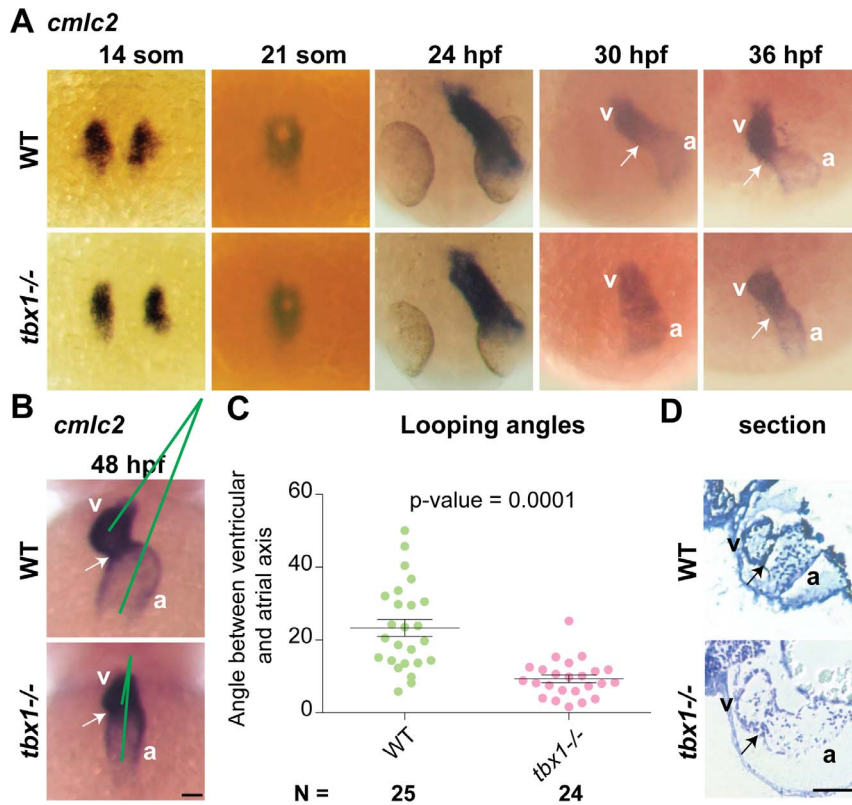 A cmlc2
14 som 21 som 24 hpf 30 hpf 36 hpf
WT
v a v a
tbx1-/-
v a v a
B cmlc2
48 hpf
WT
v
a
tbx1-/-
v
a
C Looping angles
p-value = 0.0001
Angle between ventricular
and atrial axis
60
40
20
0
WT tbx1-/-
N = 25 24
D section
WT
v a
tbx1-/-
v
a